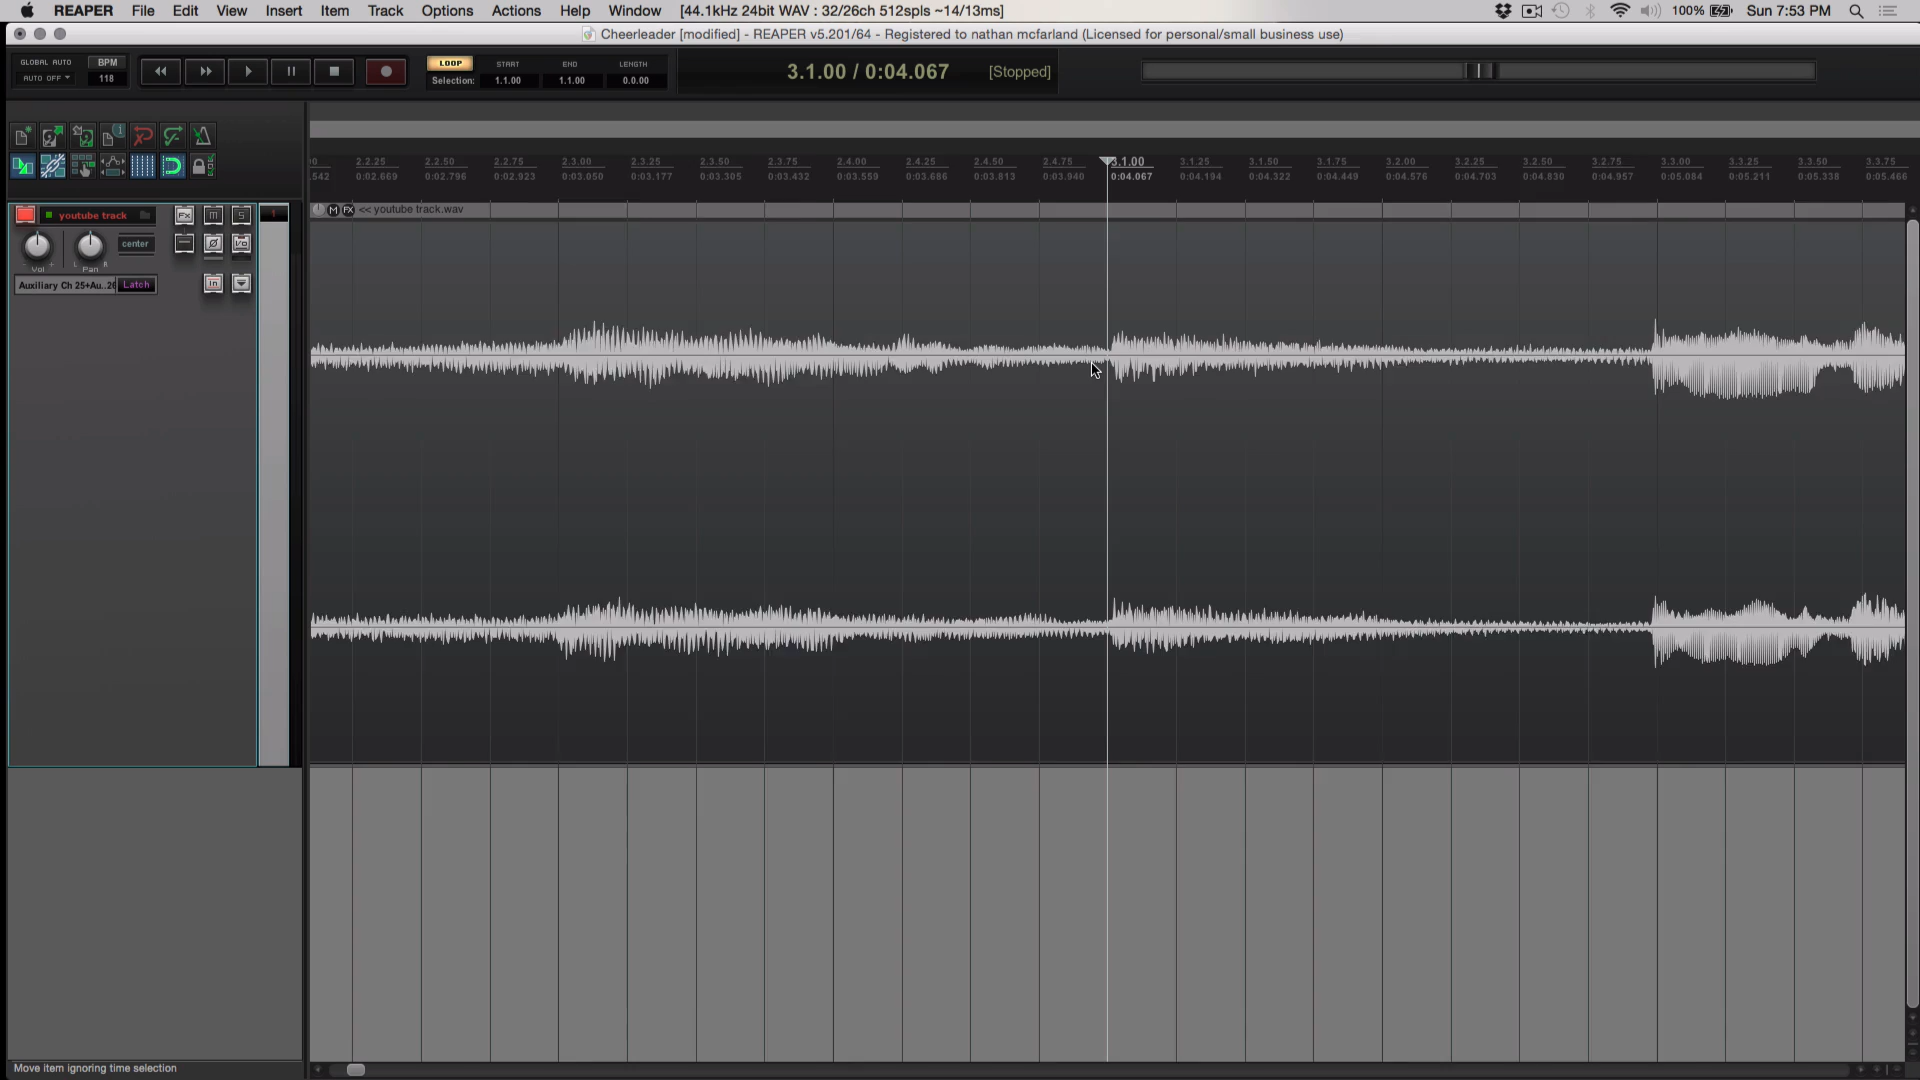 REAPER File Edit View Insert Item Track Options Actions Help Window [44.1kHz 24bit WAV : 32/26ch 512spls ~14/13ms] 100% Sun 7:53 PM
Cheerleader [modified] - REAPER v5.201/64 - Registered to nathan mcfarland (Licensed for personal/small business use)
GLOBAL AUTO BPM LOOP START END LENGTH
AUTO OFF 118 Selection: 1.1.00 1.1.00 0.0.00
3.1.00 / 0:04.067 [Stopped]
2.2.25 2.2.50 2.2.75 2.3.00 2.3.25 2.3.50 2.3.75 2.4.00 2.4.25 2.4.50 2.4.75 3.1.00 3.1.25 3.1.50 3.1.75 3.2.00 3.2.25 3.2.50 3.2.75 3.3.00 3.3.25 3.3.50 3.3.75
.542 0:02.669 0:02.796 0:02.923 0:03.050 0:03.177 0:03.305 0:03.432 0:03.559 0:03.686 0:03.813 0:03.940 0:04.067 0:04.194 0:04.322 0:04.449 0:04.576 0:04.703 0:04.830 0:04.957 0:05.084 0:05.211 0:05.338 0:05.466
youtube track FX m S 1
M FX << youtube track.wav
center I/O
Vol L Pan R
Auxiliary Ch 25+Au..26 Latch In
Move item ignoring time selection